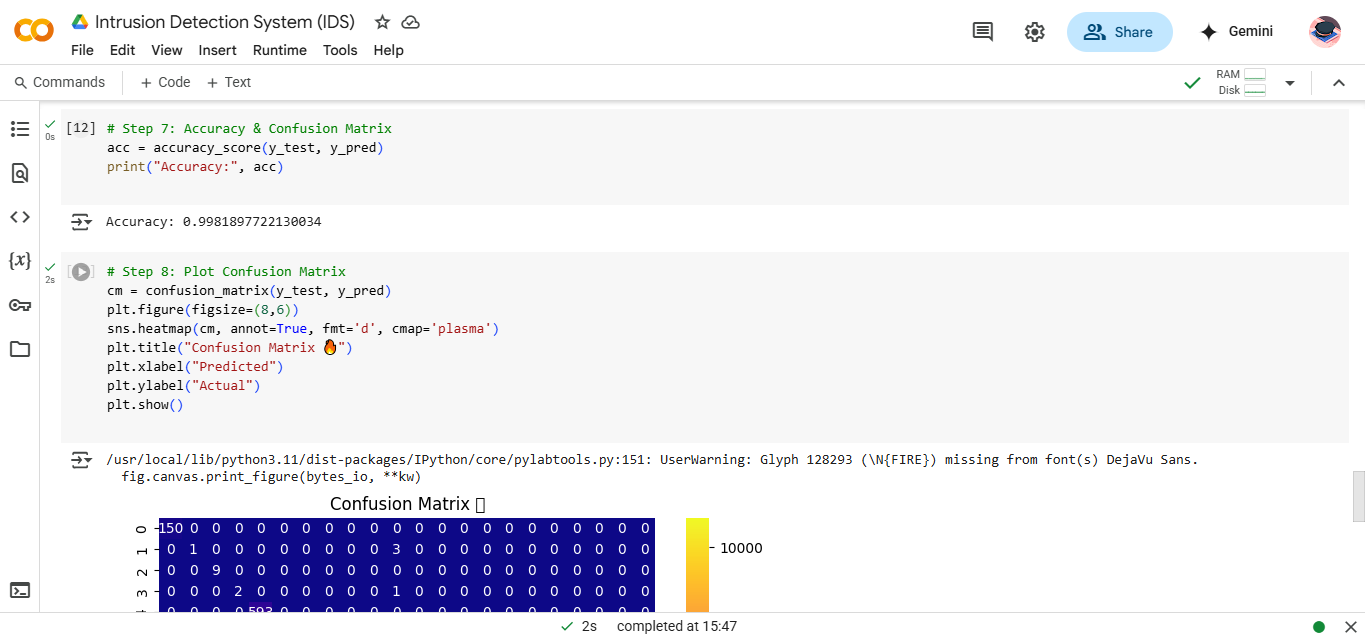 Intrusion Detection System (IDS)
File Edit View Insert Runtime Tools Help
Share
Gemini
Commands + Code + Text
RAM
Disk
0s
[12] # Step 7: Accuracy & Confusion Matrix
acc = accuracy_score(y_test, y_pred)
print("Accuracy:", acc)
Accuracy: 0.9981897722130034
2s
# Step 8: Plot Confusion Matrix
cm = confusion_matrix(y_test, y_pred)
plt.figure(figsize=(8,6))
sns.heatmap(cm, annot=True, fmt='d', cmap='plasma')
plt.title("Confusion Matrix 🔥")
plt.xlabel("Predicted")
plt.ylabel("Actual")
plt.show()
/usr/local/lib/python3.11/dist-packages/IPython/core/pylabtools.py:151: UserWarning: Glyph 128293 (\N{FIRE}) missing from font(s) DejaVu Sans.
fig.canvas.print_figure(bytes_io, **kw)
Confusion Matrix ▯
0 150 0 0 0 0 0 0 0 0 0 0 0 0 0 0 0 0 0 0 0 0 0
1 0 1 0 0 0 0 0 0 0 0 3 0 0 0 0 0 0 0 0 0 0 0
10000
2 0 0 9 0 0 0 0 0 0 0 0 0 0 0 0 0 0 0 0 0 0 0
3 0 0 0 2 0 0 0 0 0 0 1 0 0 0 0 0 0 0 0 0 0 0
0 0 0 0 593 0 0 0 0 0 0 0 0 0 0 0 0 0 0 0 0 0
2s completed at 15:47